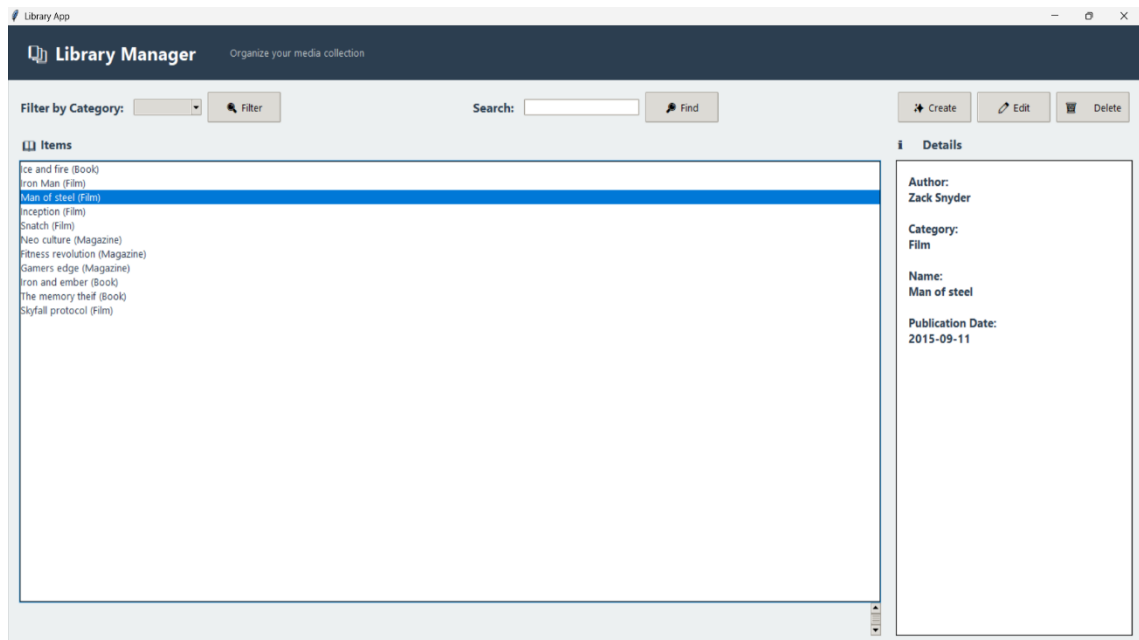 Library App
Library Manager Organize your media collection
Filter by Category: Filter Search: Find Create Edit Delete
Items
Ice and fire (Book)
Iron Man (Film)
Man of steel (Film)
Inception (Film)
Snatch (Film)
Neo culture (Magazine)
Fitness revolution (Magazine)
Gamers edge (Magazine)
Iron and ember (Book)
The memory theif (Book)
Skyfall protocol (Film)
Details
Author:
Zack Snyder
Category:
Film
Name:
Man of steel
Publication Date:
2015-09-11